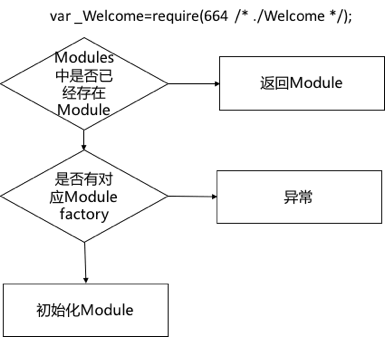 var _Welcome=require(664 /* ./Welcome */);
Modules
中是否已
经存在
Module
返回Module
是否有对
应Module
factory
异常
初始化Module